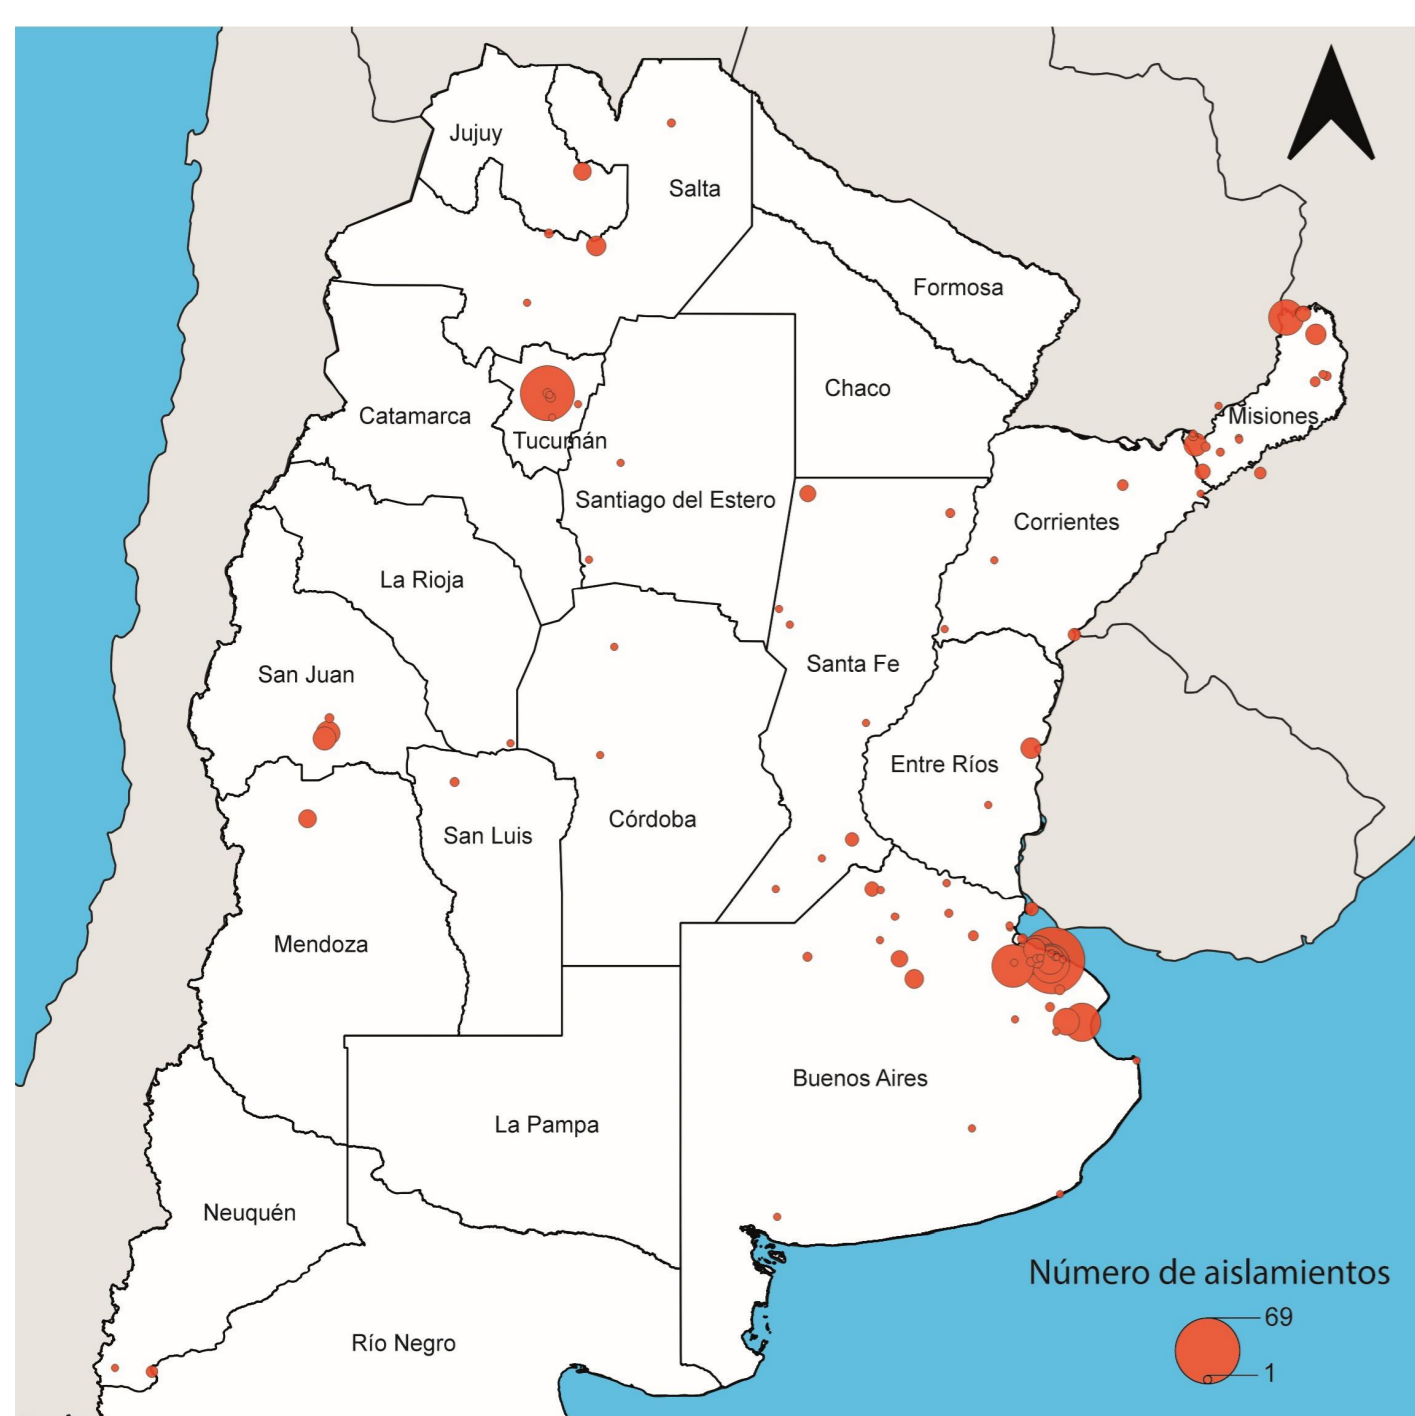 Jujuy
Salta
Formosa
Chaco
Catamarca
Misiones
Tucumán
Santiago del Estero
Corrientes
La Rioja
Santa Fe
San Juan
Entre Ríos
Córdoba
San Luis
Mendoza
Buenos Aires
La Pampa
Neuquén
Número de aislamientos
69
Río Negro
1